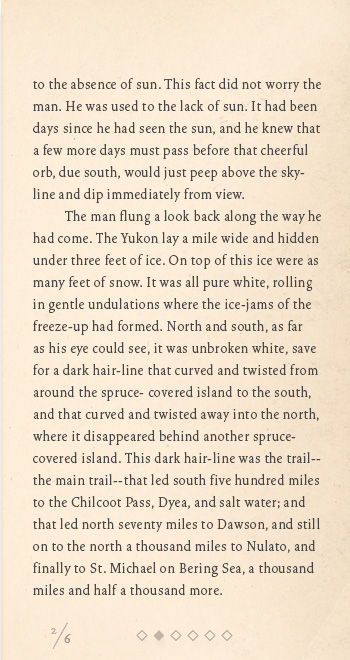 to the absence of sun. This fact did not worry the
man. He was used to the lack of sun. It had been
days since he had seen the sun, and he knew that
a few more days must pass before that cheerful
orb, due south, would just peep above the sky-
line and dip immediately from view.
The man flung a look back along the way he
had come. The Yukon lay a mile wide and hidden
under three feet of ice. On top of this ice were as
many feet of snow. It was all pure white, rolling
in gentle undulations where the ice-jams of the
freeze-up had formed. North and south, as far
as his eye could see, it was unbroken white, save
for a dark hair-line that curved and twisted from
around the spruce- covered island to the south,
and that curved and twisted away into the north,
where it disappeared behind another spruce-
covered island. This dark hair-line was the trail--
the main trail--that led south five hundred miles
to the Chilcoot Pass, Dyea, and salt water; and
that led north seventy miles to Dawson, and still
on to the north a thousand miles to Nulato, and
finally to St. Michael on Bering Sea, a thousand
miles and half a thousand more.
2/6